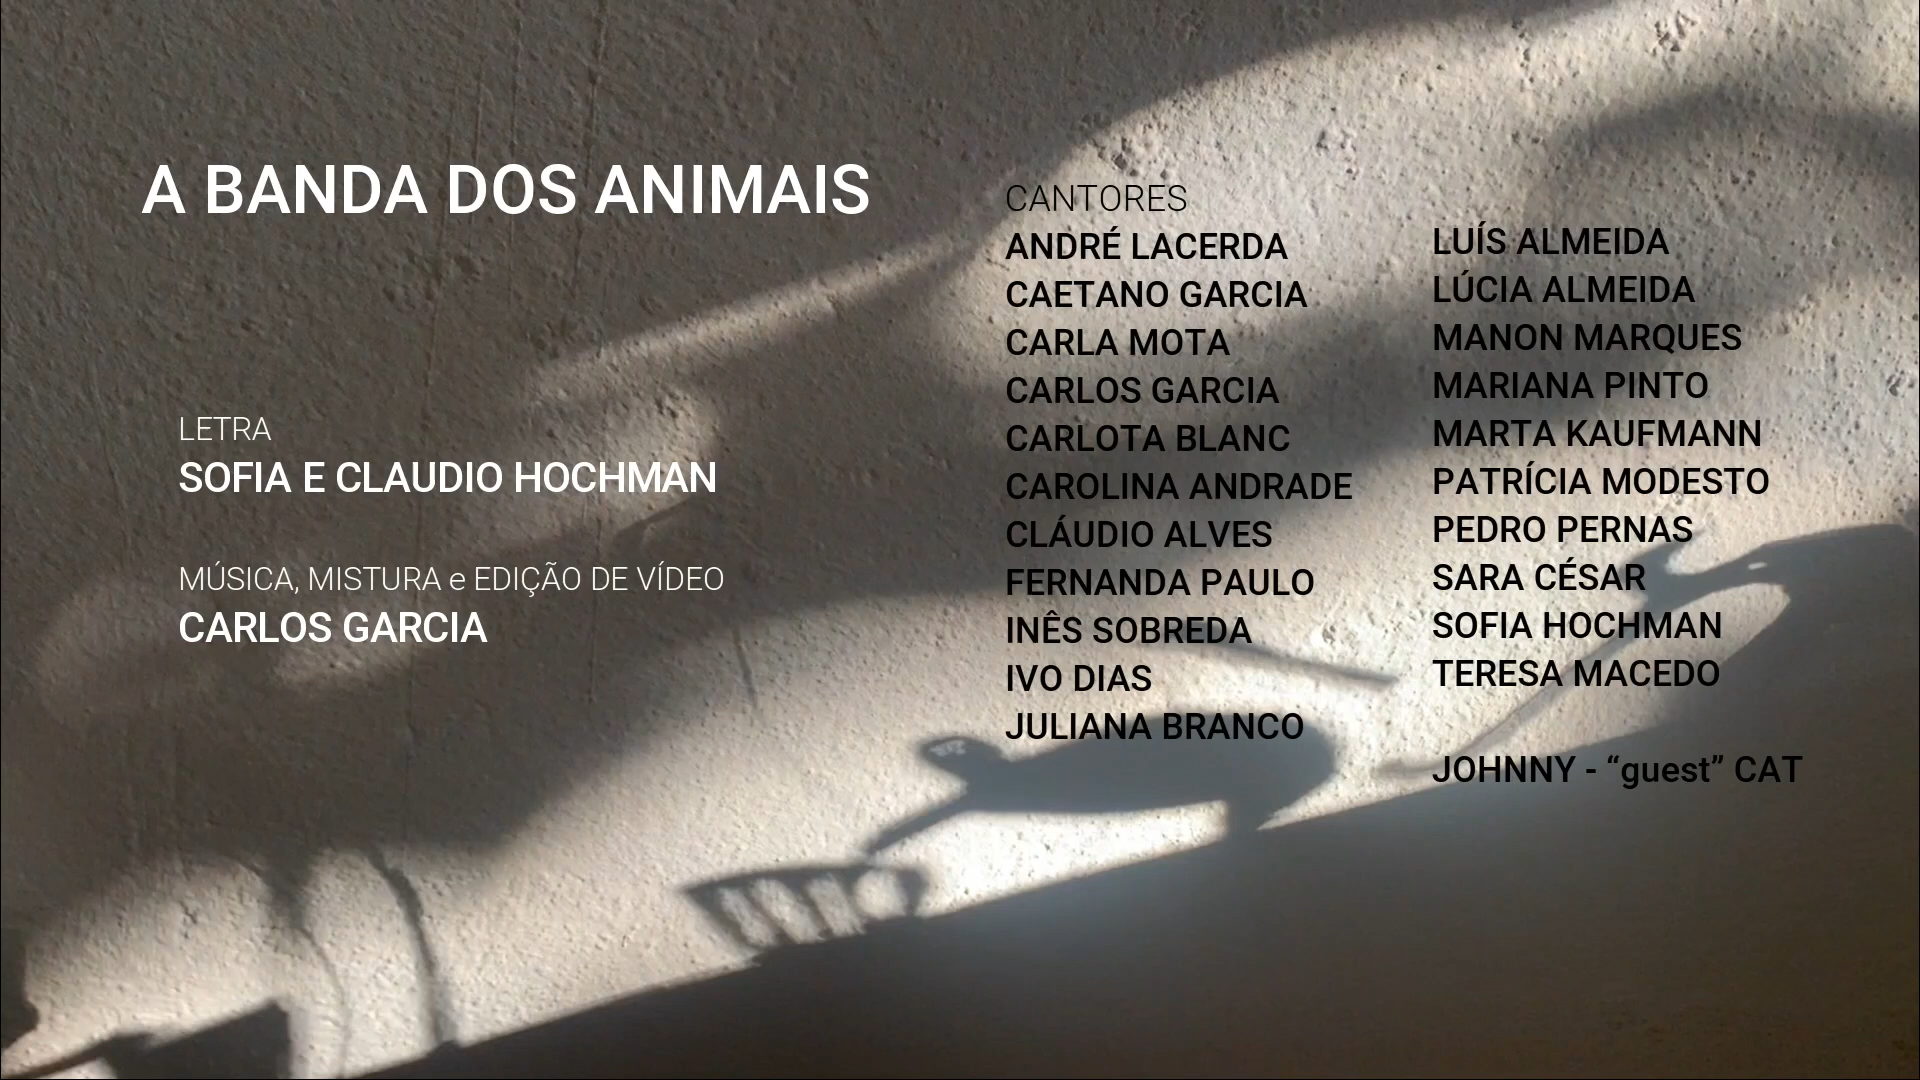 A BANDA DOS ANIMAIS
LETRA
SOFIA E CLAUDIO HOCHMAN
MÚSICA, MISTURA e EDIÇÃO DE VÍDEO
CARLOS GARCIA
CANTORES
ANDRÉ LACERDA
CAETANO GARCIA
CARLA MOTA
CARLOS GARCIA
CARLOTA BLANC
CAROLINA ANDRADE
CLÁUDIO ALVES
FERNANDA PAULO
INÊS SOBREDA
IVO DIAS
JULIANA BRANCO
LUÍS ALMEIDA
LÚCIA ALMEIDA
MANON MARQUES
MARIANA PINTO
MARTA KAUFMANN
PATRÍCIA MODESTO
PEDRO PERNAS
SARA CÉSAR
SOFIA HOCHMAN
TERESA MACEDO
JOHNNY - “guest” CAT